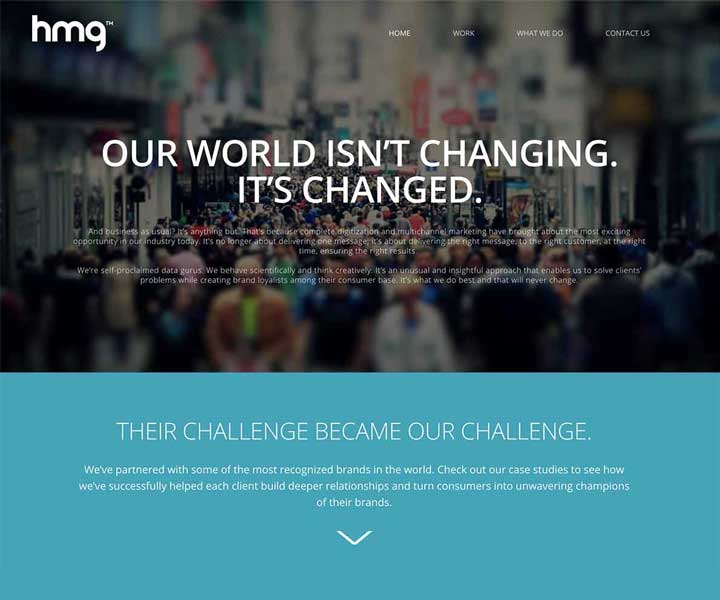 hmg™
HOME WORK WHAT WE DO CONTACT US
OUR WORLD ISN'T CHANGING.
IT'S CHANGED.
And business as usual? It's anything but. That's because complete digitization and multichannel marketing have brought about the most exciting
opportunity in our industry today. It's no longer about delivering one message; it's about delivering the right message, to the right customer, at the right
time, ensuring the right results.
We're self-proclaimed data gurus. We behave scientifically and think creatively. It's an unusual and insightful approach that enables us to solve clients'
problems while creating brand loyalists among their consumer base. It's what we do best and that will never change.
THEIR CHALLENGE BECAME OUR CHALLENGE.
We've partnered with some of the most recognized brands in the world. Check out our case studies to see how
we've successfully helped each client build deeper relationships and turn consumers into unwavering champions
of their brands.